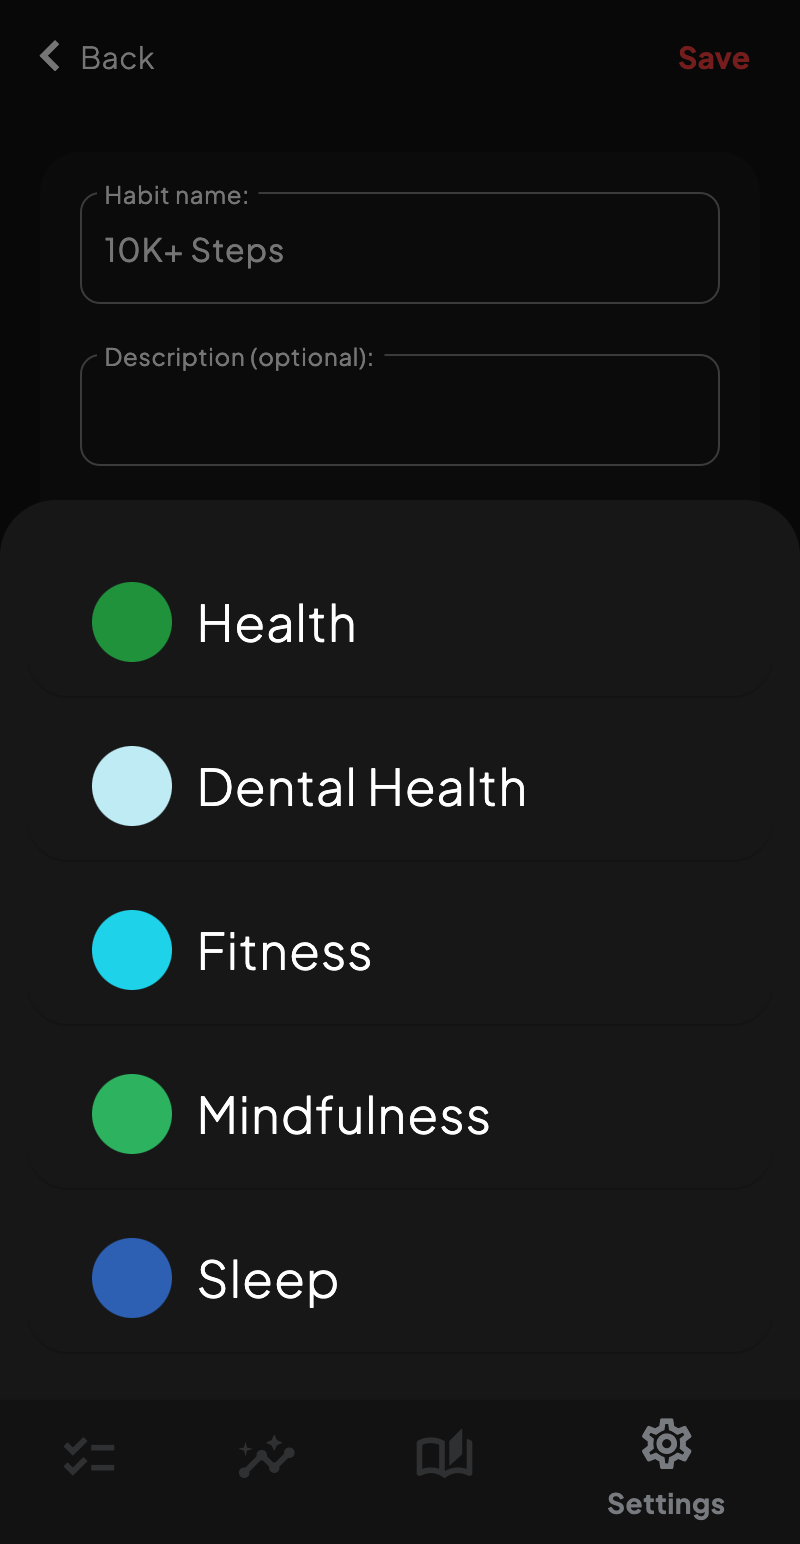 Back
Save
Habit name:
10K+ Steps
Description (optional):
Health
Dental Health
Fitness
Mindfulness
Sleep
Settings